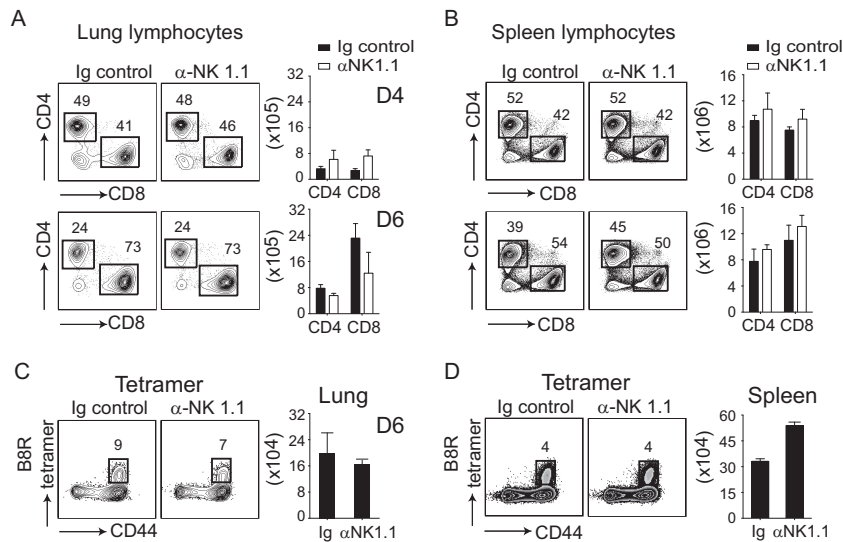 A
Lung lymphocytes
Ig control
αNK1.1
Ig control
α-NK 1.1
CD4
49
41
48
46
CD8
(x105)
32
24
16
8
0
CD4
CD8
D4
CD4
24
73
24
73
CD8
(x105)
32
24
16
8
0
CD4
CD8
D6
B
Spleen lymphocytes
Ig control
αNK1.1
Ig control
α-NK 1.1
CD4
52
42
52
42
CD8
(x106)
16
12
8
4
0
CD4
CD8
CD4
39
54
45
50
CD8
(x106)
16
12
8
4
0
CD4
CD8
C
Tetramer
Ig control
α-NK 1.1
B8R
tetramer
9
7
CD44
Lung
D6
(x104)
32
24
16
8
0
Ig
αNK1.1
D
Tetramer
Ig control
α-NK 1.1
B8R
tetramer
4
4
CD44
Spleen
(x104)
60
45
30
15
0
Ig
αNK1.1